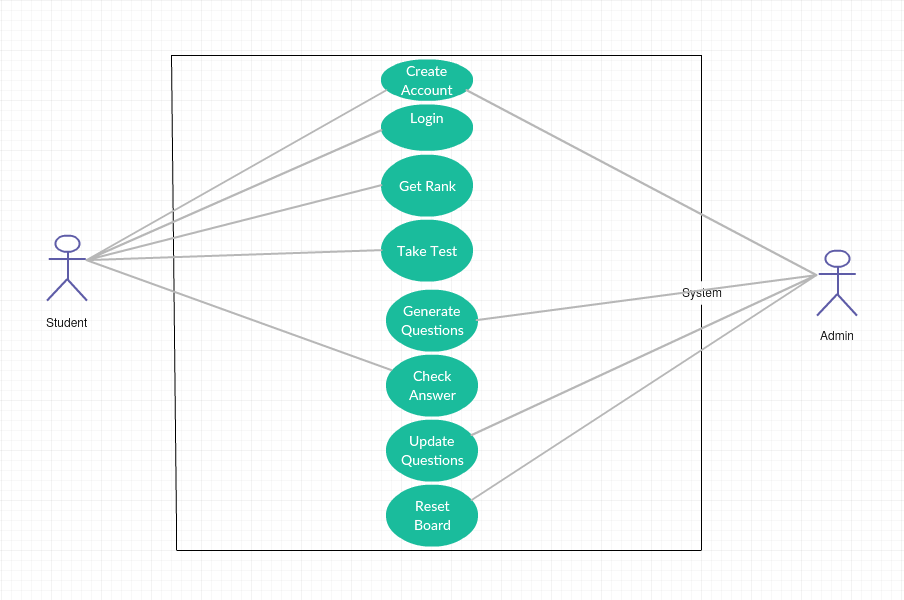 Create
Account
Login
Get Rank
Take Test
Generate
Questions
System
Student
Admin
Check
Answer
Update
Questions
Reset
Board